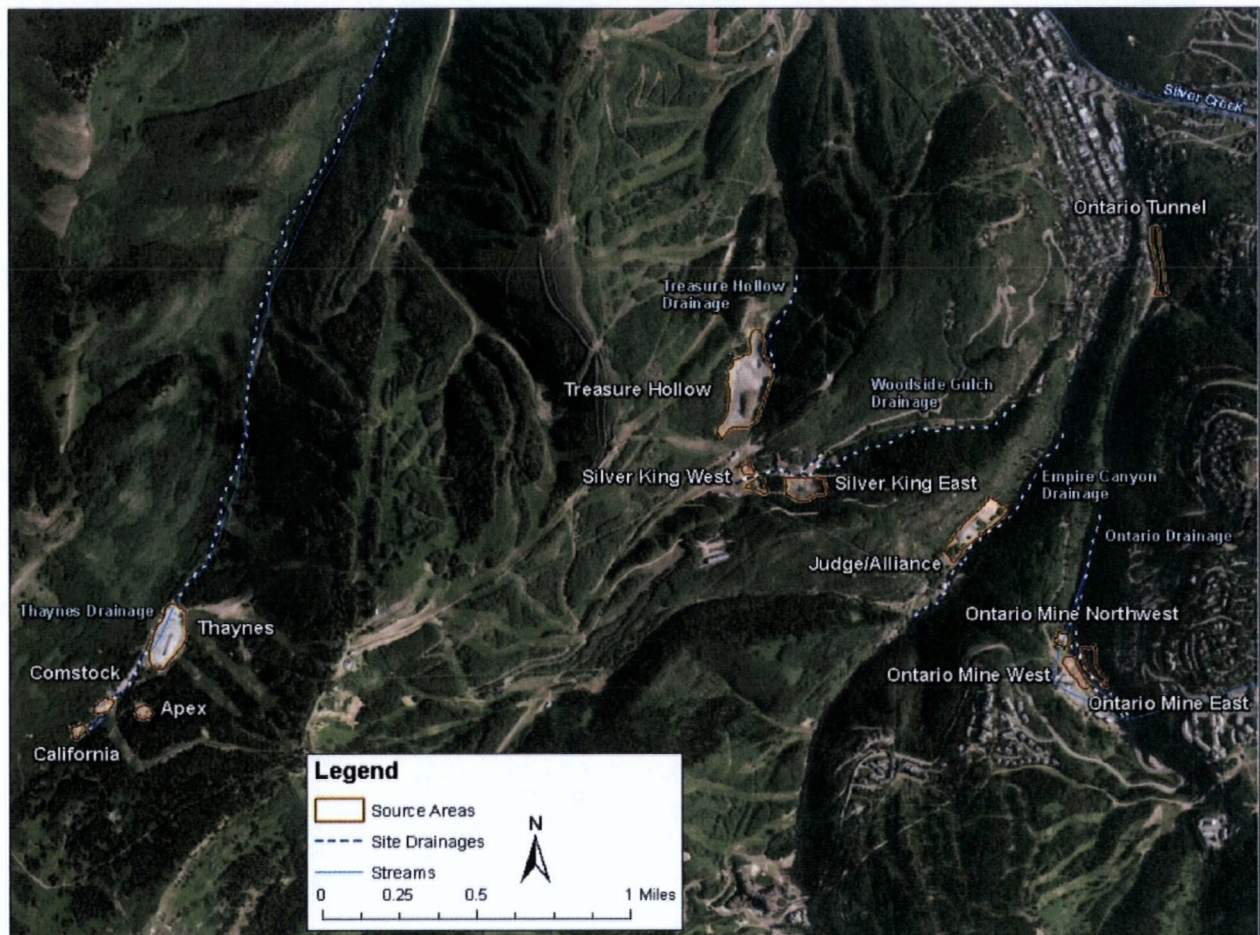 Silver Creek
Ontario Tunnel
Treasure Hollow
Drainage
Treasure Hollow
Woodside Gulch
Drainage
Silver King West
Silver King East
Empire Canyon
Drainage
Ontario Drainage
Judge/Alliance
Thaynes Drainage
Thaynes
Ontario Mine Northwest
Comstock
Ontario Mine West
Apex
Ontario Mine East
California
Legend
Source Areas
Site Drainages
Streams
N
0 0.25 0.5 1 Miles